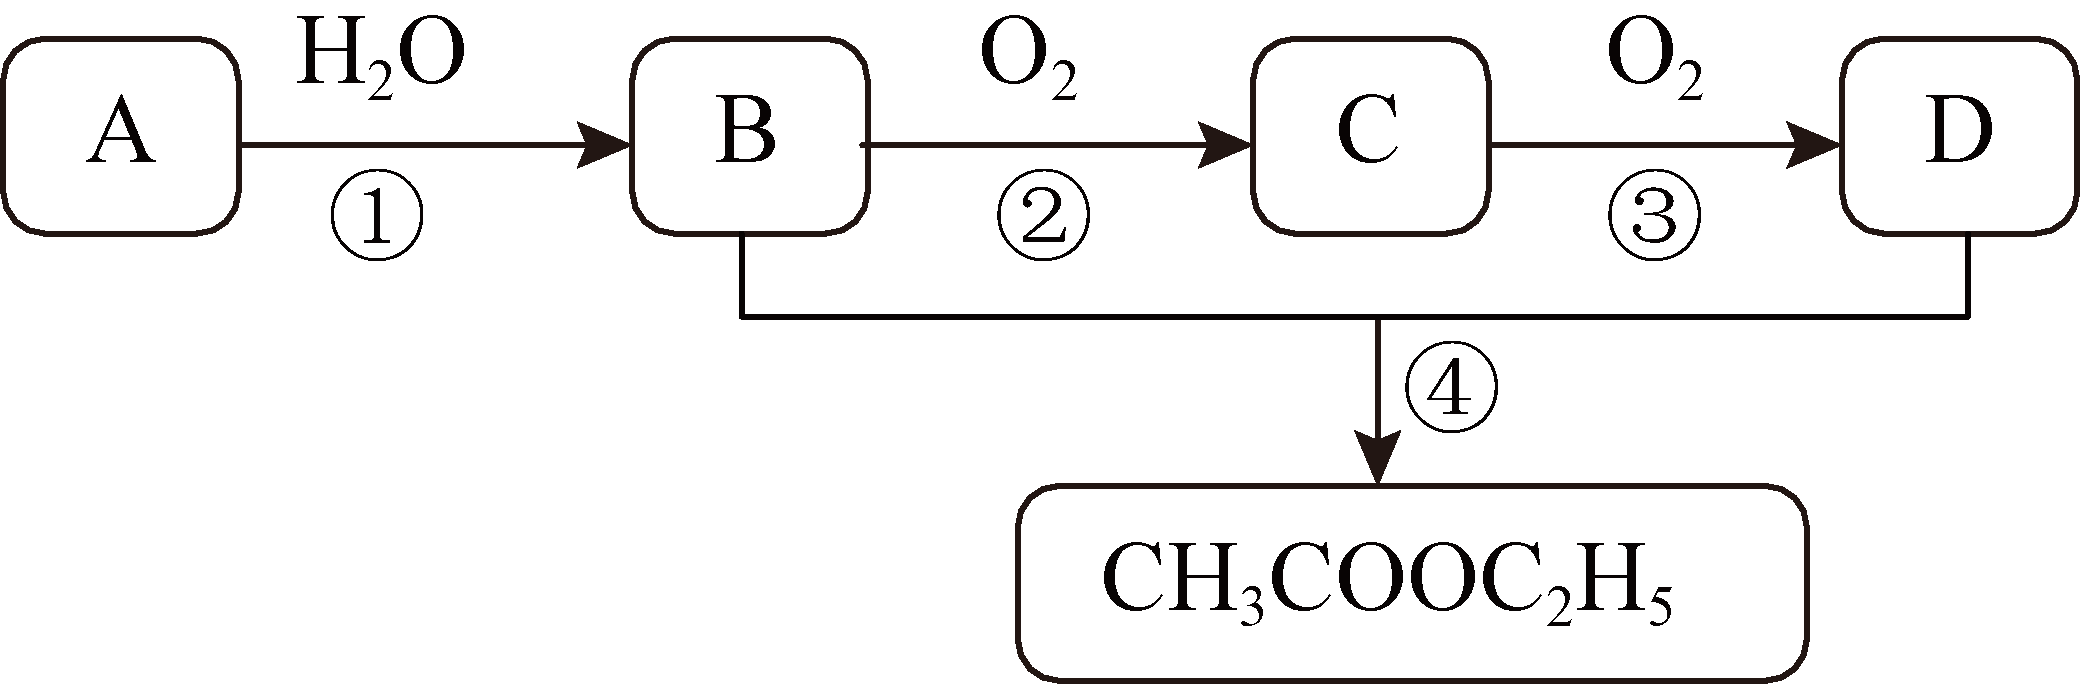 H₂O O₂ O₂
A B C D
① ② ③
④
CH₃COOC₂H₅